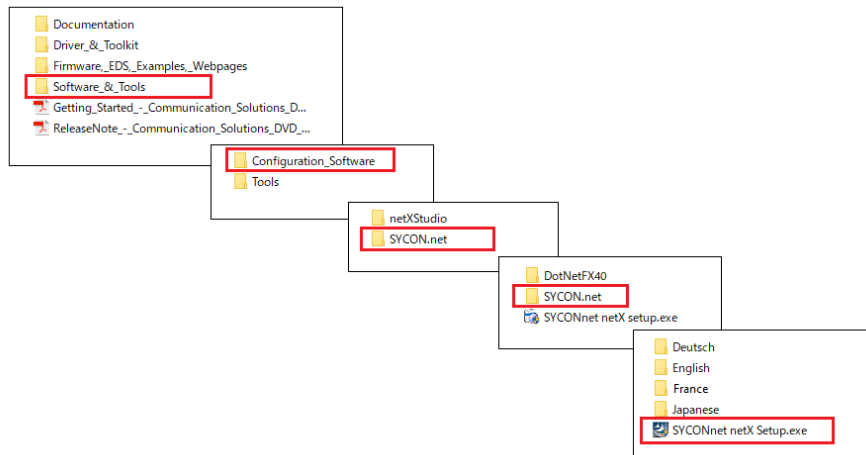 Documentation
Driver_&_Toolkit
Firmware,_EDS,_Examples,_Webpages
Software_&_Tools
Getting_Started_-_Communication_Solutions_D...
ReleaseNote_-_Communication_Solutions_DVD_...
Configuration_Software
Tools
netXStudio
SYCON.net
DotNetFX40
SYCON.net
SYCONnet netX setup.exe
Deutsch
English
France
Japanese
SYCONnet netX Setup.exe